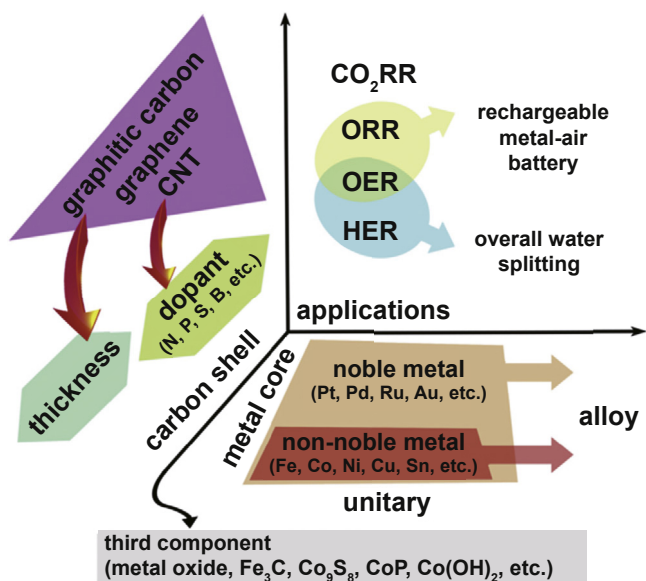 graphitic carbon
graphene
CNT
dopant
(N, P, S, B, etc.)
thickness
carbon shell
CO₂RR
ORR
OER
HER
rechargeable
metal-air
battery
overall water
splitting
applications
metal core
noble metal
(Pt, Pd, Ru, Au, etc.)
non-noble metal
(Fe, Co, Ni, Cu, Sn, etc.)
alloy
unitary
third component
(metal oxide, Fe₃C, Co₉S₈, CoP, Co(OH)₂, etc.)